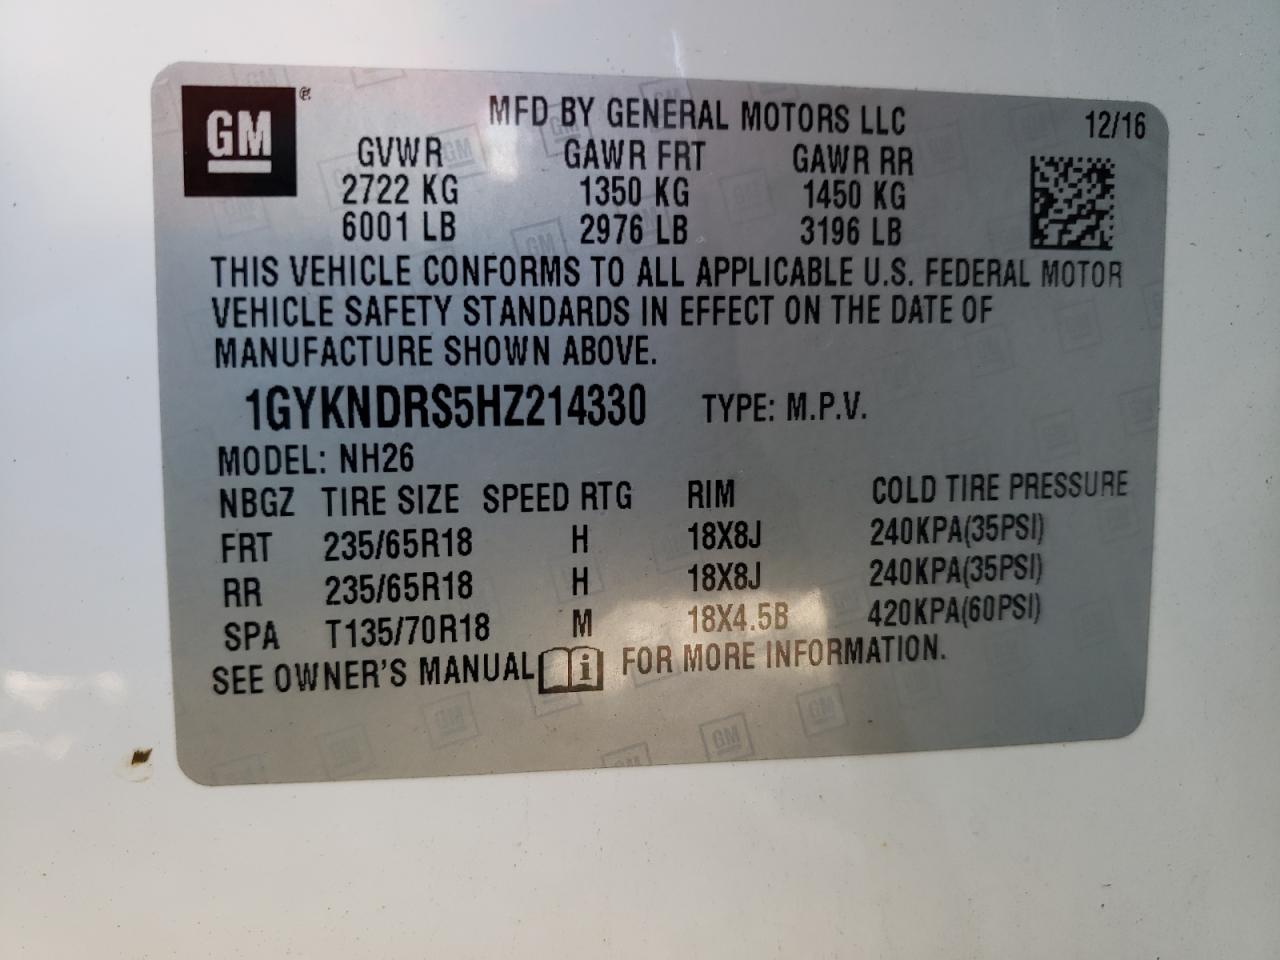 GM ®
MFD BY GENERAL MOTORS LLC 12/16
GVWR GAWR FRT GAWR RR
2722 KG 1350 KG 1450 KG
6001 LB 2976 LB 3196 LB
THIS VEHICLE CONFORMS TO ALL APPLICABLE U.S. FEDERAL MOTOR
VEHICLE SAFETY STANDARDS IN EFFECT ON THE DATE OF
MANUFACTURE SHOWN ABOVE.
1GYKNDRS5HZ214330 TYPE: M.P.V.
MODEL: NH26
NBGZ TIRE SIZE SPEED RTG RIM COLD TIRE PRESSURE
FRT 235/65R18 H 18X8J 240KPA(35PSI)
RR 235/65R18 H 18X8J 240KPA(35PSI)
SPA T135/70R18 M 18X4.5B 420KPA(60PSI)
SEE OWNER'S MANUAL i FOR MORE INFORMATION.